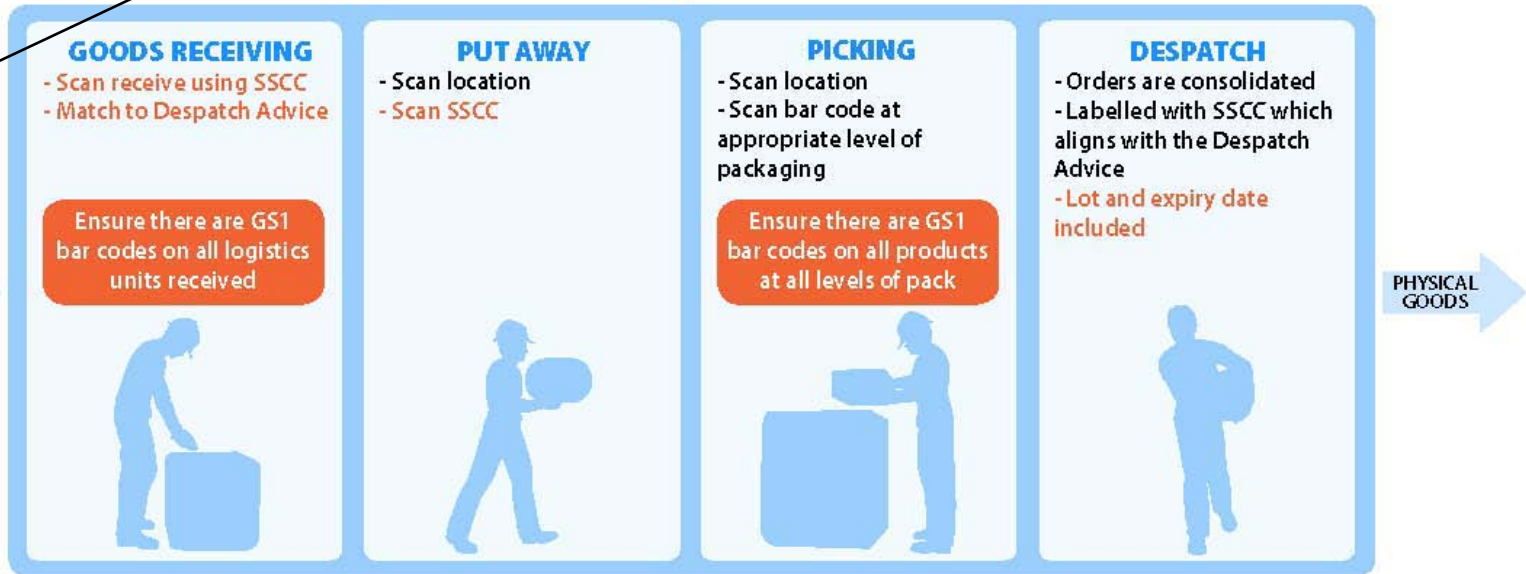 GOODS RECEIVING
- Scan receive using SSCC
- Match to Despatch Advice
Ensure there are GS1
bar codes on all logistics
units received
PUT AWAY
- Scan location
- Scan SSCC
PICKING
- Scan location
- Scan bar code at
appropriate level of
packaging
Ensure there are GS1
bar codes on all products
at all levels of pack
DESPATCH
- Orders are consolidated
- Labelled with SSCC which
aligns with the Despatch
Advice
- Lot and expiry date
included
PHYSICAL
GOODS